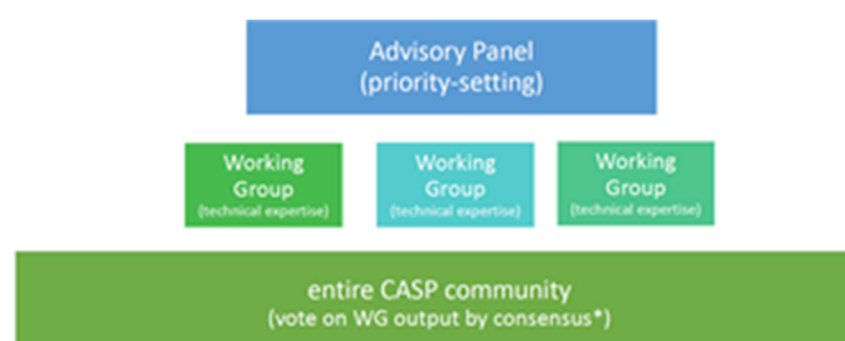 Advisory Panel
(priority-setting)
Working Group (technical expertise)
Working Group (technical expertise)
Working Group (technical expertise)
entire CASP community
(vote on WG output by consensus*)